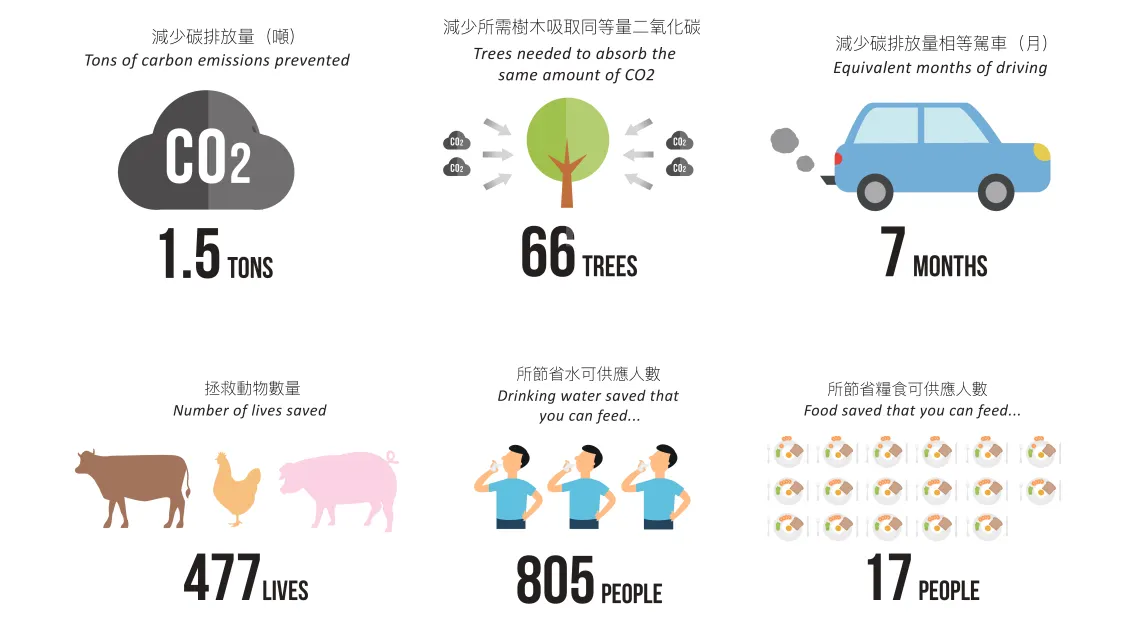 減少碳排放量（噸）
Tons of carbon emissions prevented
CO2
1.5 TONS
減少所需樹木吸取同等量二氧化碳
Trees needed to absorb the
same amount of CO2
CO2
CO2
CO2
CO2
66 TREES
減少碳排放量相等駕車（月）
Equivalent months of driving
7 MONTHS
拯救動物數量
Number of lives saved
477 LIVES
所節省水可供應人數
Drinking water saved that
you can feed...
805 PEOPLE
所節省糧食可供應人數
Food saved that you can feed...
17 PEOPLE